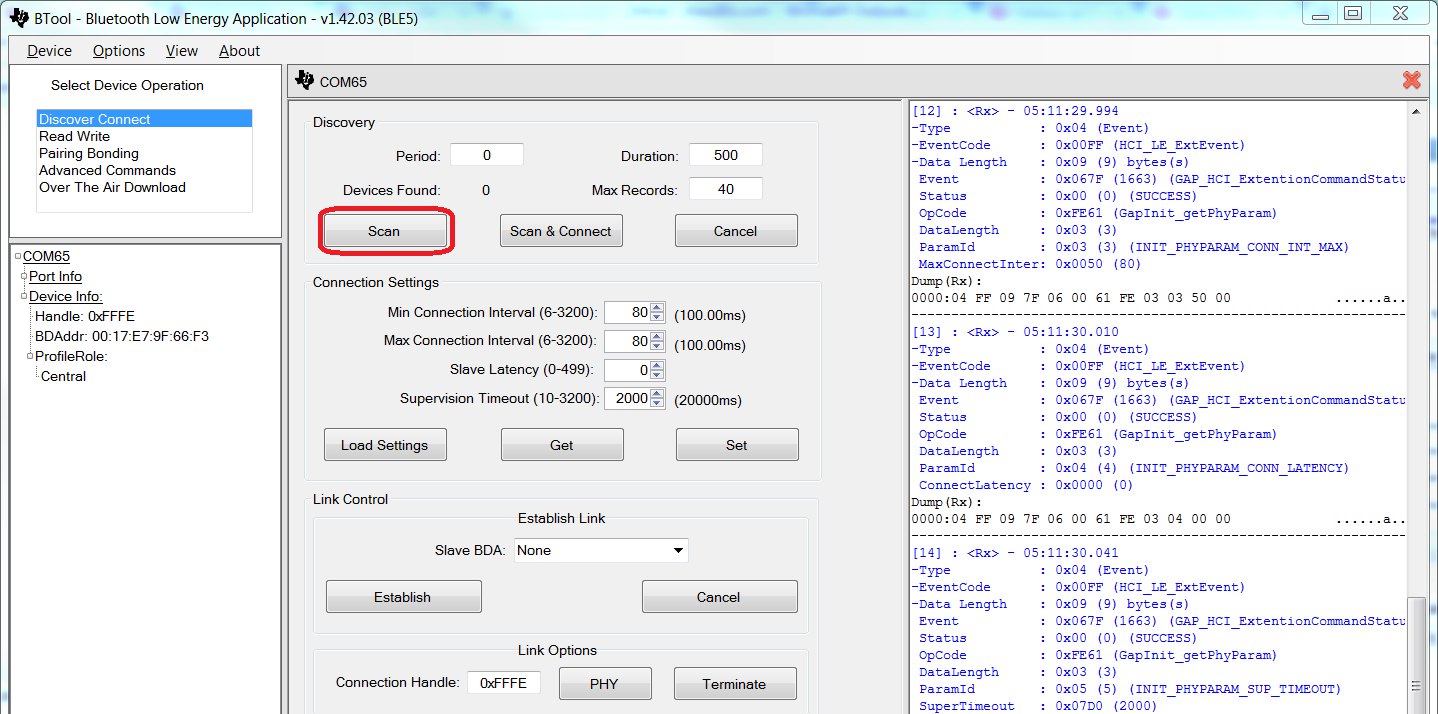 BTool - Bluetooth Low Energy Application - v1.42.03 (BLE5)
Device Options View About
Select Device Operation
Discover Connect
Read Write
Pairing Bonding
Advanced Commands
Over The Air Download
COM65
Port Info
Device Info:
Handle: 0xFFFE
BDAddr: 00:17:E7:9F:66:F3
ProfileRole:
Central
COM65
Discovery
Period: 0 Duration: 500
Devices Found: 0 Max Records: 40
Scan Scan & Connect Cancel
Connection Settings
Min Connection Interval (6-3200): 80 (100.00ms)
Max Connection Interval (6-3200): 80 (100.00ms)
Slave Latency (0-499): 0
Supervision Timeout (10-3200): 2000 (20000ms)
Load Settings Get Set
Link Control
Establish Link
Slave BDA: None
Establish Cancel
Link Options
Connection Handle: 0xFFFE PHY Terminate
[12] : <Rx> - 05:11:29.994
-Type : 0x04 (Event)
-EventCode : 0x00FF (HCI_LE_ExtEvent)
-Data Length : 0x09 (9) bytes(s)
Event : 0x067F (1663) (GAP_HCI_ExtentionCommandStatu
Status : 0x00 (0) (SUCCESS)
OpCode : 0xFE61 (GapInit_getPhyParam)
DataLength : 0x03 (3)
ParamId : 0x03 (3) (INIT_PHYPARAM_CONN_INT_MAX)
MaxConnectInter: 0x0050 (80)
Dump(Rx):
0000:04 FF 09 7F 06 00 61 FE 03 03 50 00 ......a..
[13] : <Rx> - 05:11:30.010
-Type : 0x04 (Event)
-EventCode : 0x00FF (HCI_LE_ExtEvent)
-Data Length : 0x09 (9) bytes(s)
Event : 0x067F (1663) (GAP_HCI_ExtentionCommandStatu
Status : 0x00 (0) (SUCCESS)
OpCode : 0xFE61 (GapInit_getPhyParam)
DataLength : 0x03 (3)
ParamId : 0x04 (4) (INIT_PHYPARAM_CONN_LATENCY)
ConnectLatency : 0x0000 (0)
Dump(Rx):
0000:04 FF 09 7F 06 00 61 FE 03 04 00 00 ......a..
[14] : <Rx> - 05:11:30.041
-Type : 0x04 (Event)
-EventCode : 0x00FF (HCI_LE_ExtEvent)
-Data Length : 0x09 (9) bytes(s)
Event : 0x067F (1663) (GAP_HCI_ExtentionCommandStatu
Status : 0x00 (0) (SUCCESS)
OpCode : 0xFE61 (GapInit_getPhyParam)
DataLength : 0x03 (3)
ParamId : 0x05 (5) (INIT_PHYPARAM_SUP_TIMEOUT)
SuperTimeout : 0x07D0 (2000)